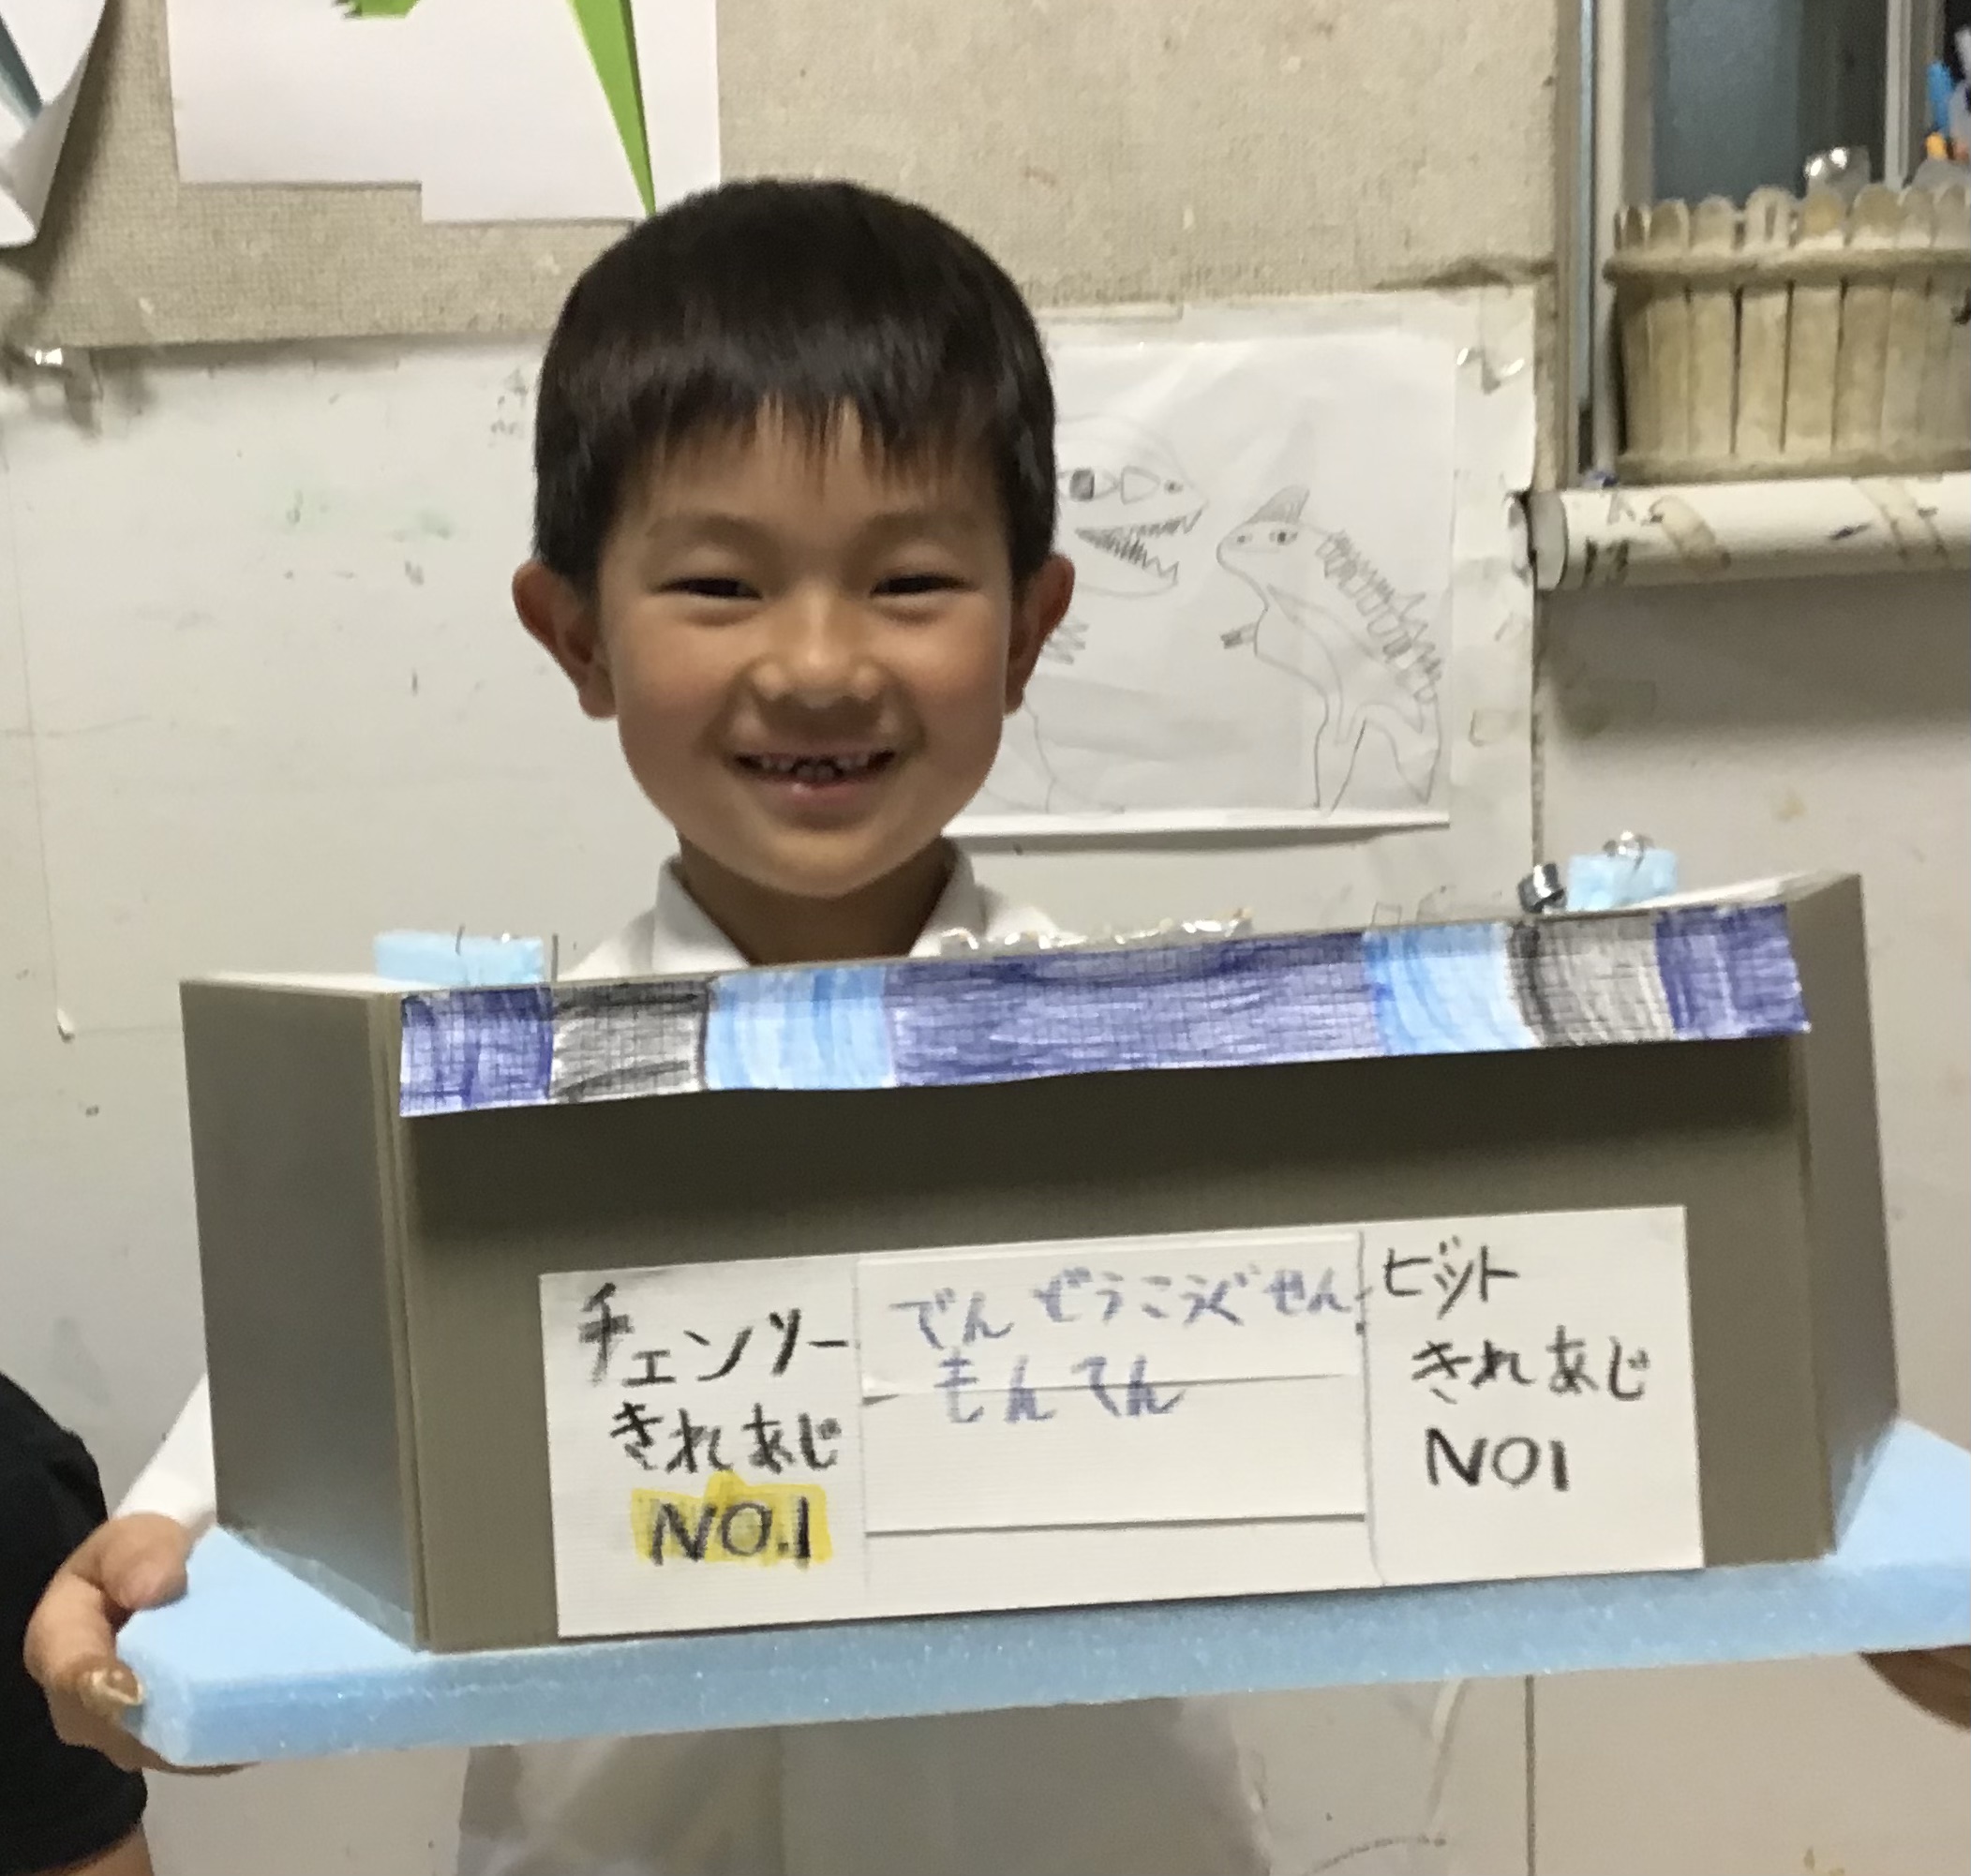 チェンソー
きれあじ
NO.1
でんどうこうぐせん
もんてん
ビット
きれあじ
NO1